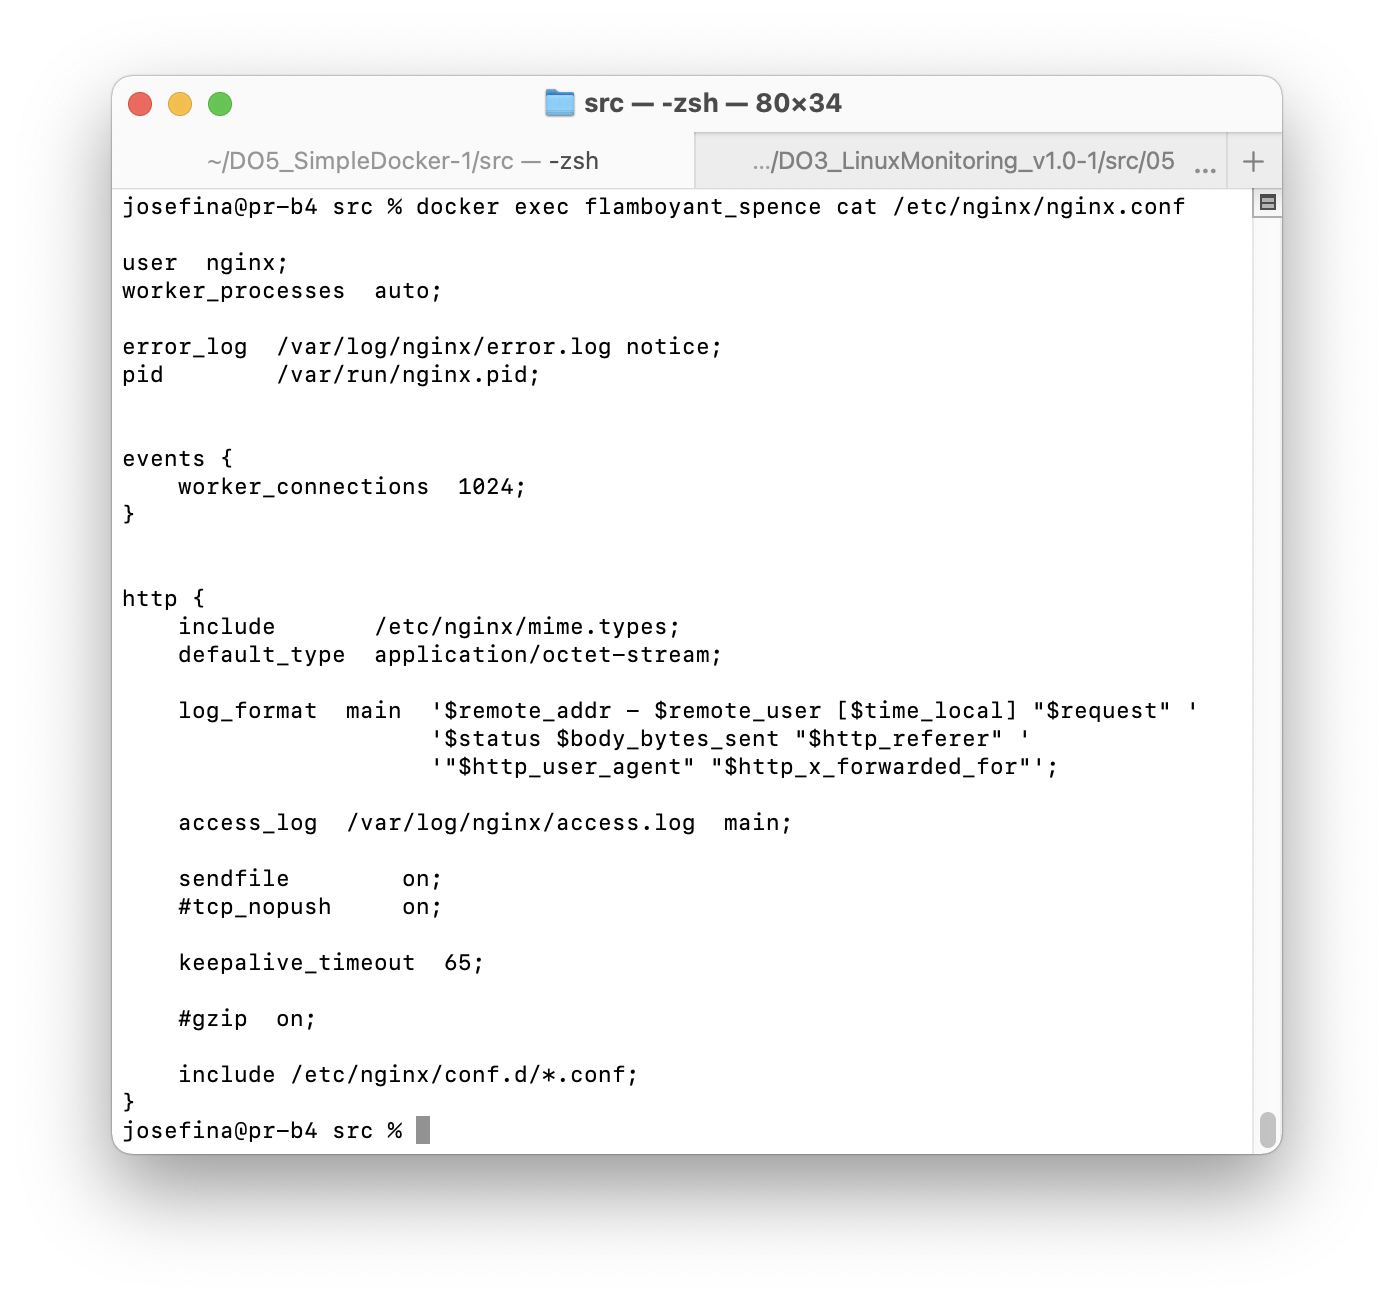 src — -zsh — 80×34
~/DO5_SimpleDocker-1/src — -zsh
.../DO3_LinuxMonitoring_v1.0-1/src/05 ...
+
josefina@pr-b4 src % docker exec flamboyant_spence cat /etc/nginx/nginx.conf

user  nginx;
worker_processes  auto;

error_log  /var/log/nginx/error.log notice;
pid        /var/run/nginx.pid;


events {
    worker_connections  1024;
}


http {
    include       /etc/nginx/mime.types;
    default_type  application/octet-stream;

    log_format  main  '$remote_addr - $remote_user [$time_local] "$request" '
                      '$status $body_bytes_sent "$http_referer" '
                      '"$http_user_agent" "$http_x_forwarded_for"';

    access_log  /var/log/nginx/access.log  main;

    sendfile        on;
    #tcp_nopush     on;

    keepalive_timeout  65;

    #gzip  on;

    include /etc/nginx/conf.d/*.conf;
}
josefina@pr-b4 src %